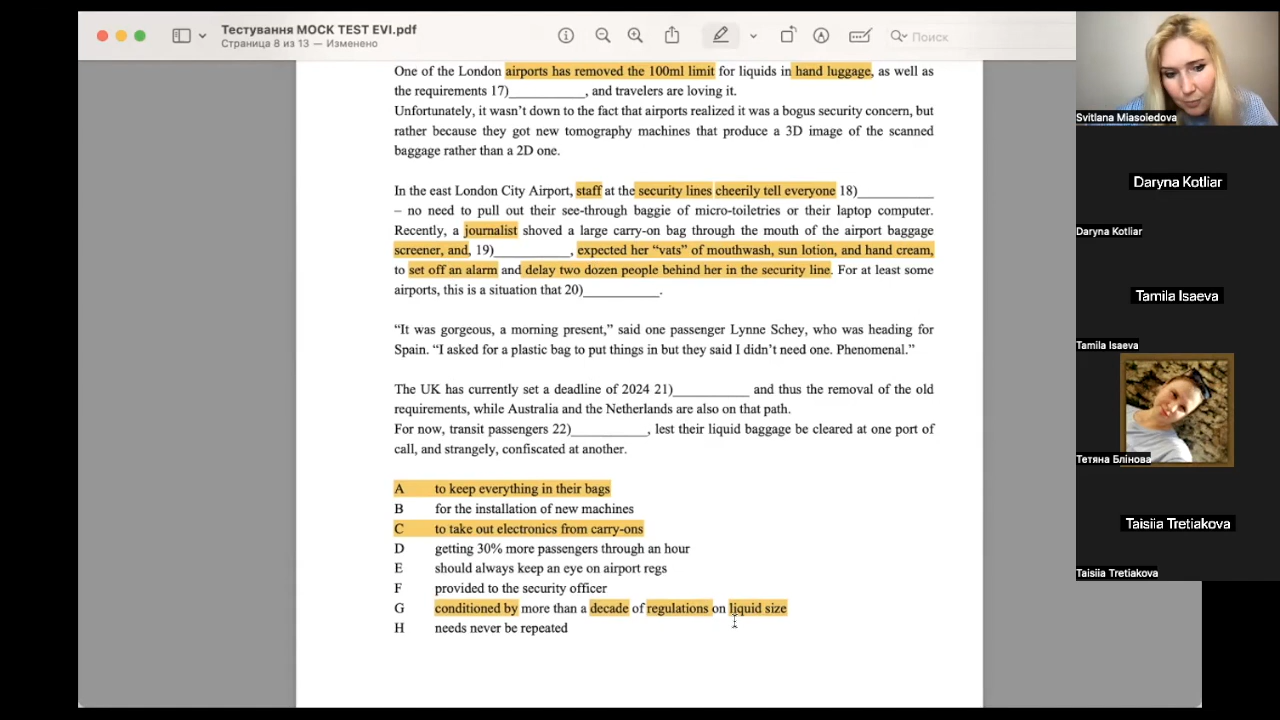 Тестування MOCK TEST EVI.pdf
Страница 8 из 13 — Изменено
Поиск
One of the London airports has removed the 100ml limit for liquids in hand luggage, as well as
the requirements 17)____________, and travelers are loving it.
Unfortunately, it wasn't down to the fact that airports realized it was a bogus security concern, but
rather because they got new tomography machines that produce a 3D image of the scanned
baggage rather than a 2D one.
In the east London City Airport, staff at the security lines cheerily tell everyone 18)____________
– no need to pull out their see-through baggie of micro-toiletries or their laptop computer.
Recently, a journalist shoved a large carry-on bag through the mouth of the airport baggage
screener, and, 19)____________, expected her “vats” of mouthwash, sun lotion, and hand cream,
to set off an alarm and delay two dozen people behind her in the security line. For at least some
airports, this is a situation that 20)____________.
“It was gorgeous, a morning present,” said one passenger Lynne Schey, who was heading for
Spain. “I asked for a plastic bag to put things in but they said I didn't need one. Phenomenal.”
The UK has currently set a deadline of 2024 21)____________ and thus the removal of the old
requirements, while Australia and the Netherlands are also on that path.
For now, transit passengers 22)____________, lest their liquid baggage be cleared at one port of
call, and strangely, confiscated at another.
A to keep everything in their bags
B for the installation of new machines
C to take out electronics from carry-ons
D getting 30% more passengers through an hour
E should always keep an eye on airport regs
F provided to the security officer
G conditioned by more than a decade of regulations on liquid size
H needs never be repeated
Svitlana Miasoiedova
Daryna Kotliar
Daryna Kotliar
Tamila Isaeva
Tamila Isaeva
Тетяна Блінова
Taisiia Tretiakova
Taisiia Tretiakova